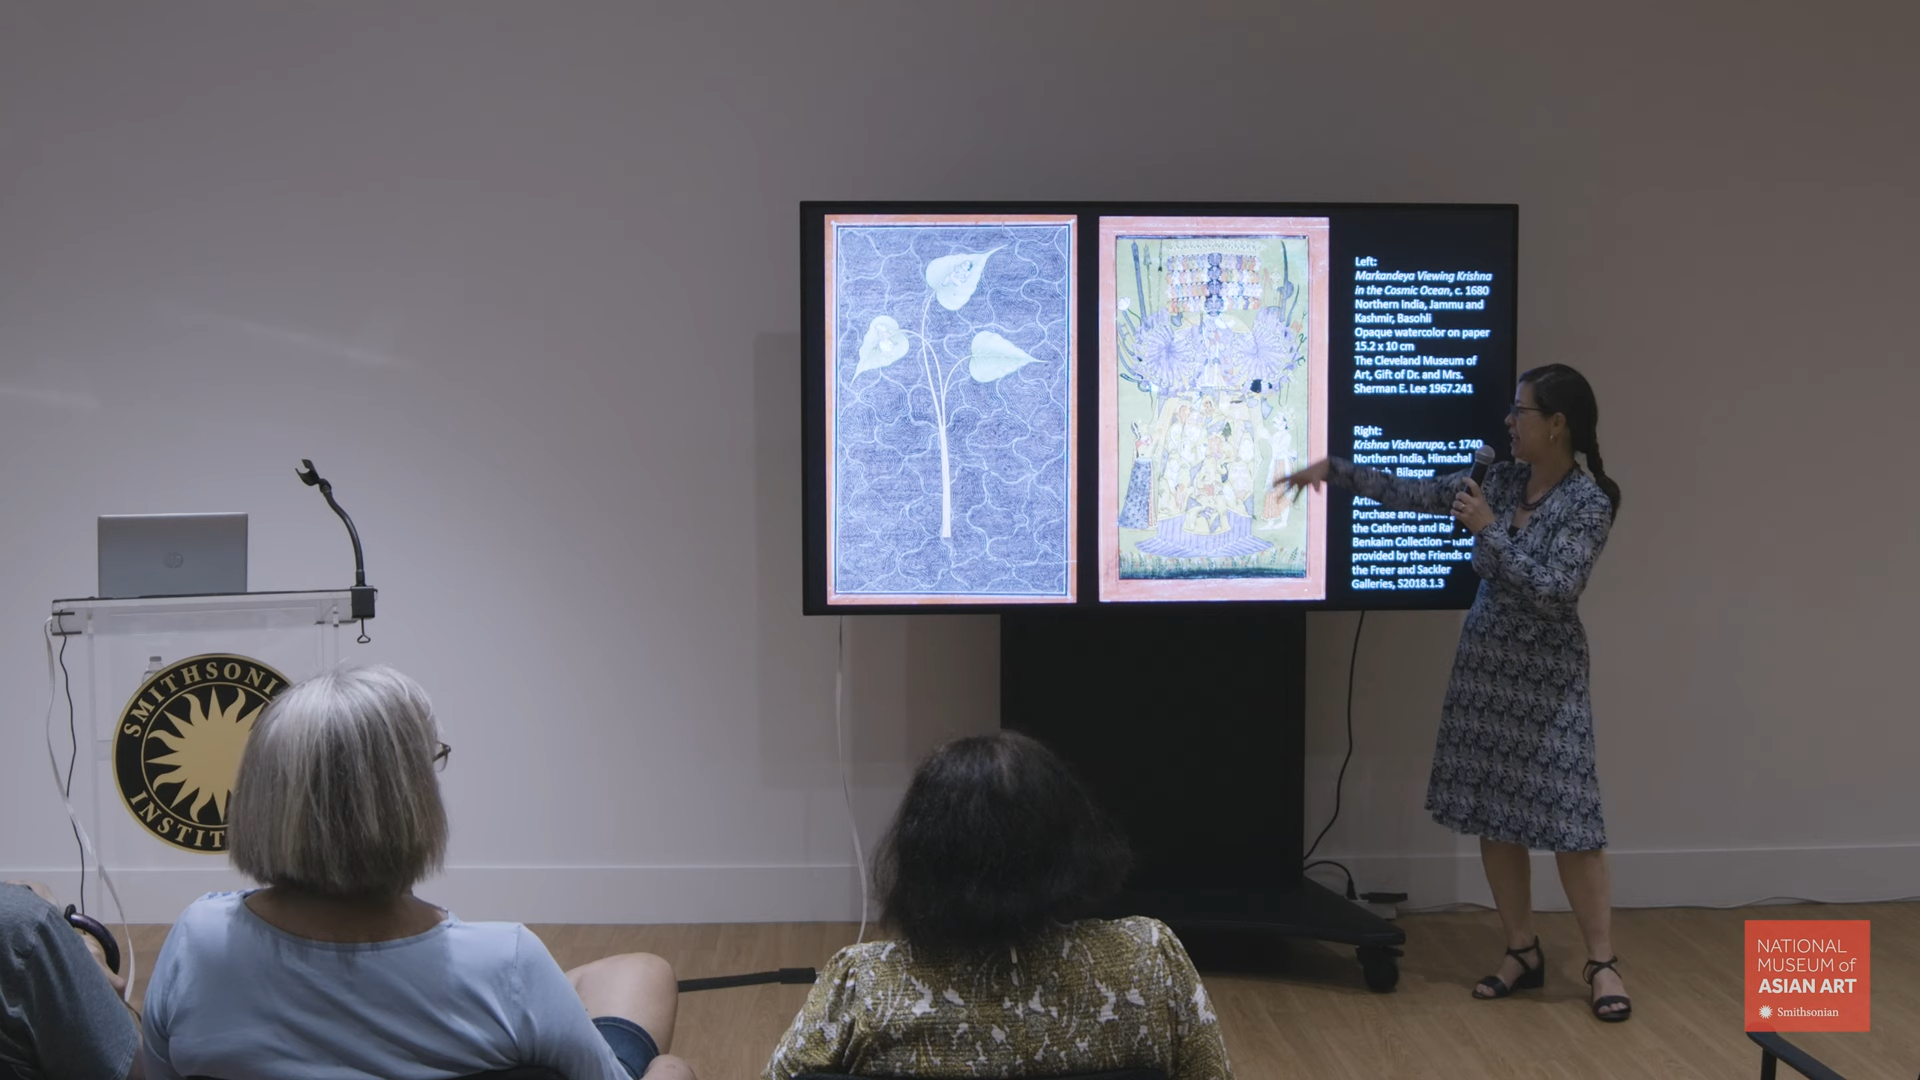 Left:
Markandeya Viewing Krishna
in the Cosmic Ocean, c. 1680
Northern India, Jammu and
Kashmir, Basohli
Opaque watercolor on paper
15.2 x 10 cm
The Cleveland Museum of
Art, Gift of Dr. and Mrs.
Sherman E. Lee 1967.241
Right:
Krishna Vishvarupa, c. 1740
Northern India, Himachal
Bilaspur
Purchase and
the Catherine and
Benkaim Collection –
provided by the Friends
the Freer and Sackler
Galleries, S2018.1.3
SMITHSONI
INSTIT
hp
NATIONAL
MUSEUM of
ASIAN ART
Smithsonian